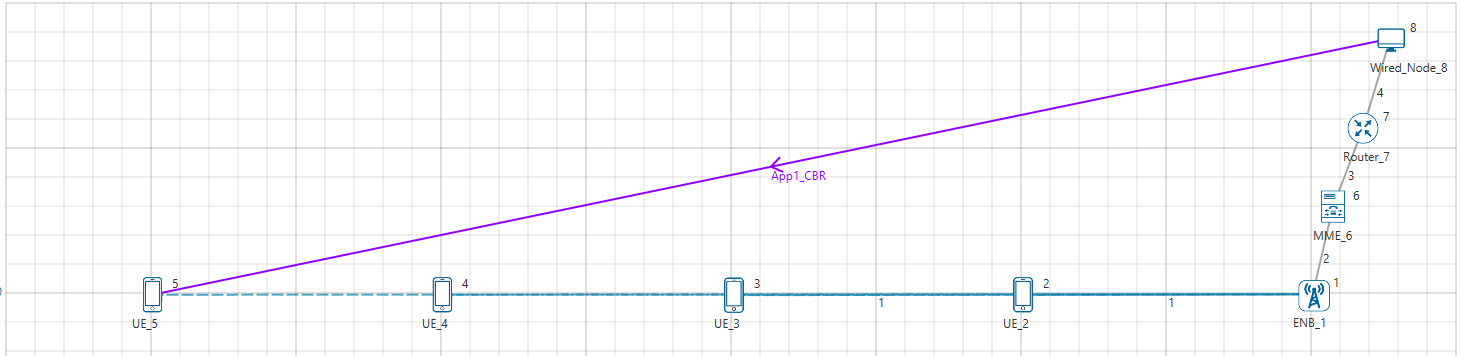 8
Wired_Node_8
4
7
Router_7
App1_CBR
3
6
MME_6
2
5
4
3
2
1
1
1
UE_5
UE_4
UE_3
UE_2
ENB_1